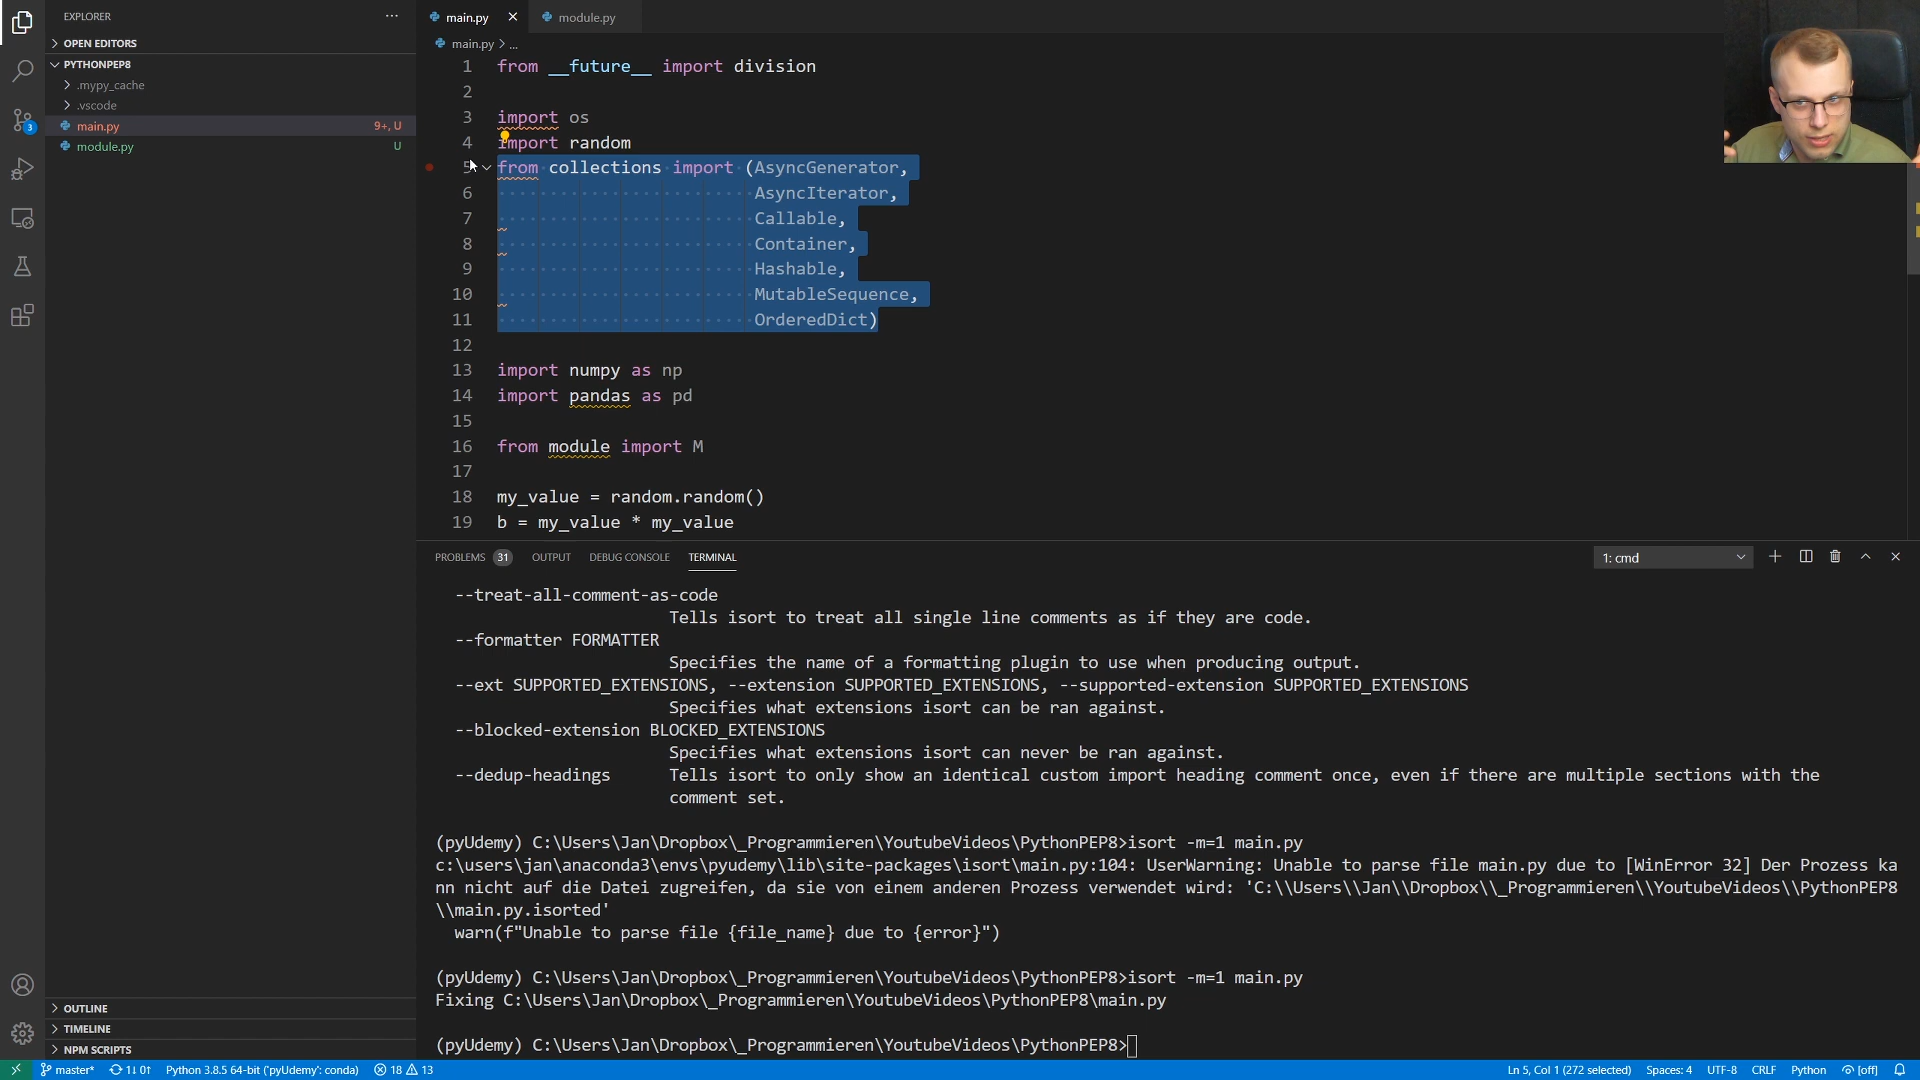 EXPLORER
···
OPEN EDITORS
PYTHONPEP8
.mypy_cache
.vscode
main.py
9+, U
module.py
U
OUTLINE
TIMELINE
NPM SCRIPTS
3
main.py
module.py
main.py > ...
1 from __future__ import division
2
3 import os
4 import random
5 from collections import (AsyncGenerator,
6 AsyncIterator,
7 Callable,
8 Container,
9 Hashable,
10 MutableSequence,
11 OrderedDict)
12
13 import numpy as np
14 import pandas as pd
15
16 from module import M
17
18 my_value = random.random()
19 b = my_value * my_value
PROBLEMS 31 OUTPUT DEBUG CONSOLE TERMINAL
1: cmd
--treat-all-comment-as-code
Tells isort to treat all single line comments as if they are code.
--formatter FORMATTER
Specifies the name of a formatting plugin to use when producing output.
--ext SUPPORTED_EXTENSIONS, --extension SUPPORTED_EXTENSIONS, --supported-extension SUPPORTED_EXTENSIONS
Specifies what extensions isort can be ran against.
--blocked-extension BLOCKED_EXTENSIONS
Specifies what extensions isort can never be ran against.
--dedup-headings Tells isort to only show an identical custom import heading comment once, even if there are multiple sections with the
comment set.
(pyUdemy) C:\Users\Jan\Dropbox\_Programmieren\YoutubeVideos\PythonPEP8>isort -m=1 main.py
c:\users\jan\anaconda3\envs\pyudemy\lib\site-packages\isort\main.py:104: UserWarning: Unable to parse file main.py due to [WinError 32] Der Prozess ka
nn nicht auf die Datei zugreifen, da sie von einem anderen Prozess verwendet wird: 'C:\\Users\\Jan\\Dropbox\\_Programmieren\\YoutubeVideos\\PythonPEP8
\\main.py.isorted'
warn(f"Unable to parse file {file_name} due to {error}")
(pyUdemy) C:\Users\Jan\Dropbox\_Programmieren\YoutubeVideos\PythonPEP8>isort -m=1 main.py
Fixing C:\Users\Jan\Dropbox\_Programmieren\YoutubeVideos\PythonPEP8\main.py
(pyUdemy) C:\Users\Jan\Dropbox\_Programmieren\YoutubeVideos\PythonPEP8>
master* 1↓ 0↑ Python 3.8.5 64-bit ('pyUdemy': conda) 18 13
Ln 5, Col 1 (272 selected) Spaces: 4 UTF-8 CRLF Python [off]